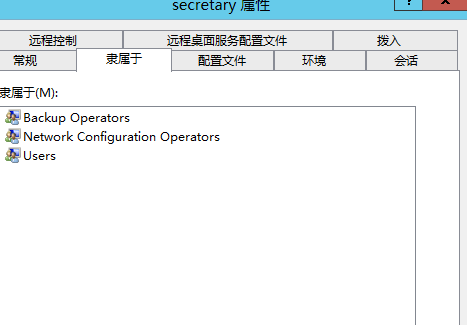 secretary 属性
?
远程控制 远程桌面服务配置文件 拨入
常规 隶属于 配置文件 环境 会话
隶属于(M):
Backup Operators
Network Configuration Operators
Users